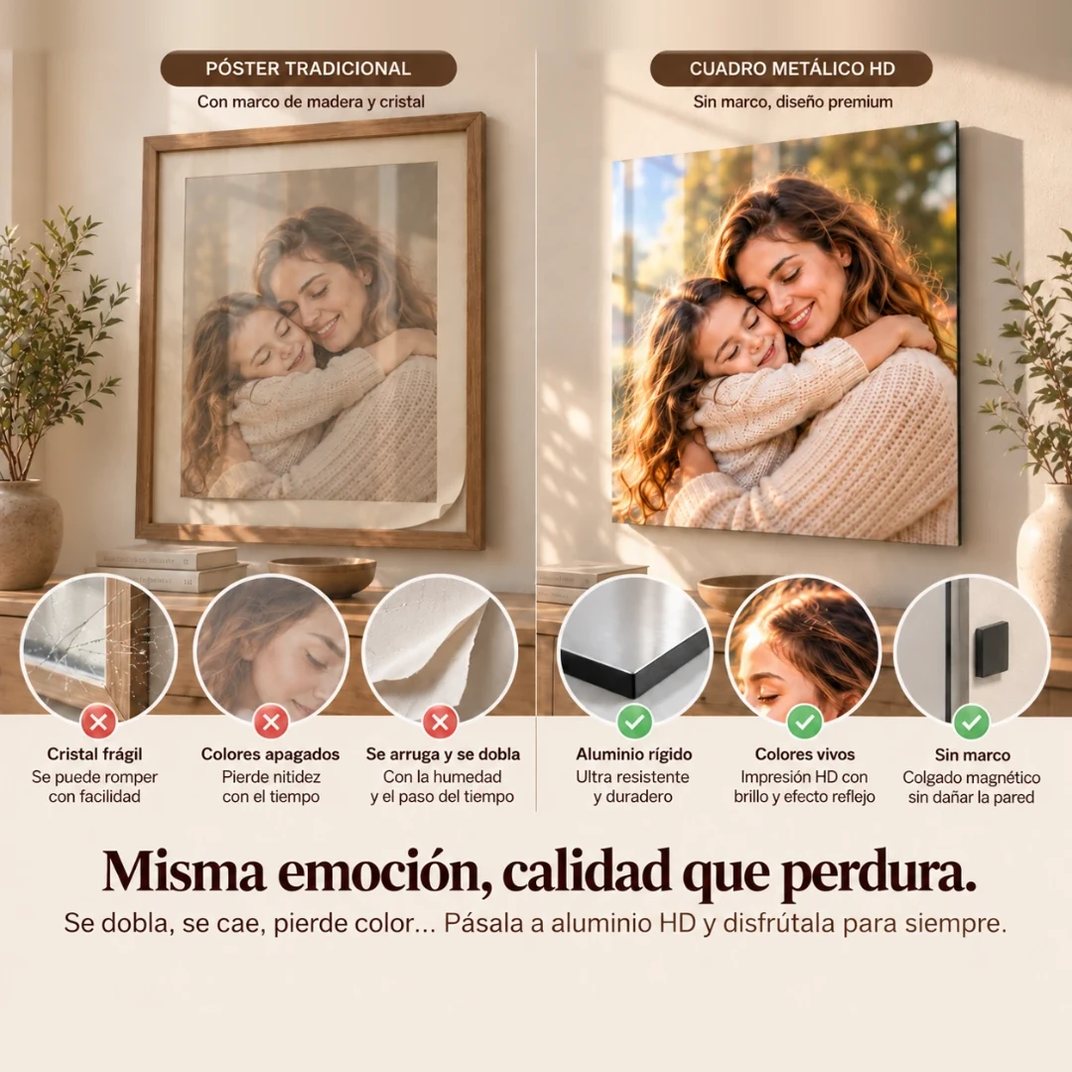 PÓSTER TRADICIONAL
Con marco de madera y cristal
CUADRO METÁLICO HD
Sin marco, diseño premium
Cristal frágil
Se puede romper
con facilidad
Colores apagados
Pierde nitidez
con el tiempo
Se arruga y se dobla
Con la humedad
y el paso del tiempo
Aluminio rígido
Ultra resistente
y duradero
Colores vivos
Impresión HD con
brillo y efecto reflejo
Sin marco
Colgado magnético
sin dañar la pared
Misma emoción, calidad que perdura.
Se dobla, se cae, pierde color... Pásala a aluminio HD y disfrútala para siempre.